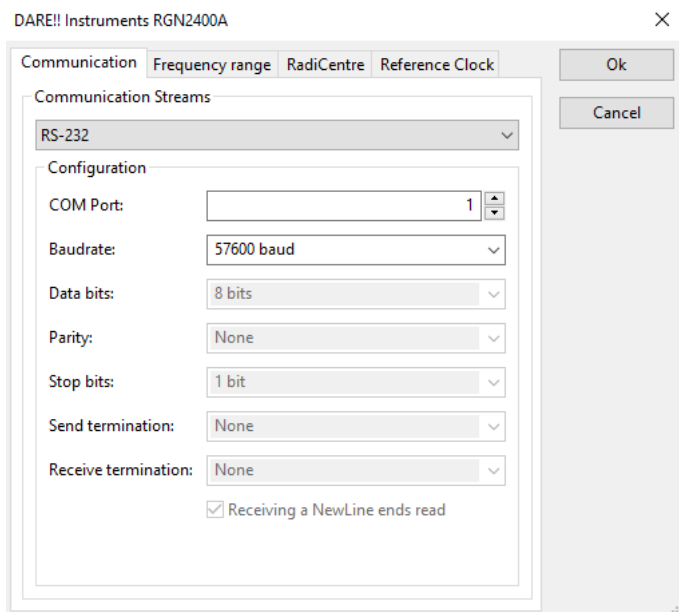 DARE!! Instruments RGN2400A
Communication Frequency range RadiCentre Reference Clock
Ok
Cancel
Communication Streams
RS-232
Configuration
COM Port: 1
Baudrate: 57600 baud
Data bits: 8 bits
Parity: None
Stop bits: 1 bit
Send termination: None
Receive termination: None
Receiving a NewLine ends read